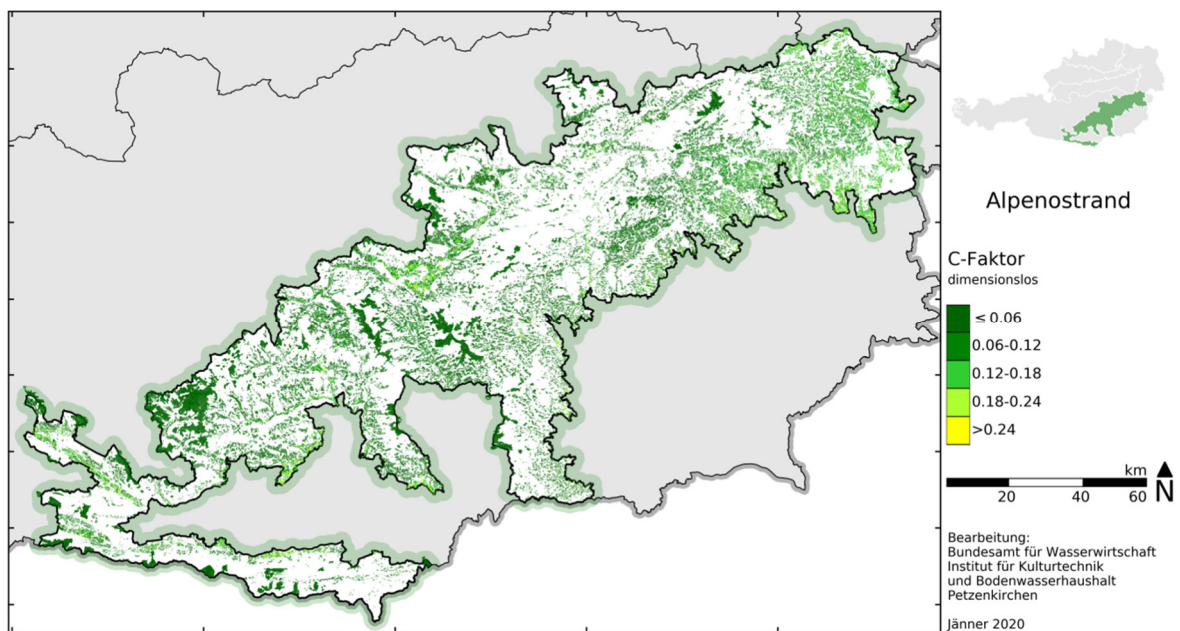 Alpenostrand
C-Faktor
dimensionslos
≤ 0.06
0.06-0.12
0.12-0.18
0.18-0.24
>0.24
km
20 40 60
N
Bearbeitung:
Bundesamt für Wasserwirtschaft
Institut für Kulturtechnik
und Bodenwasserhaushalt
Petzenkirchen
Jänner 2020